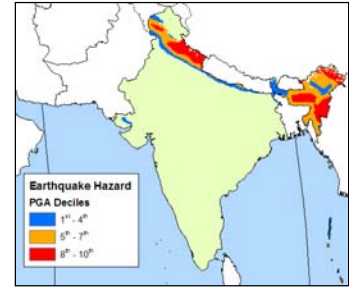 Earthquake Hazard
PGA Deciles
1st - 4th
5th - 7th
8th - 10th